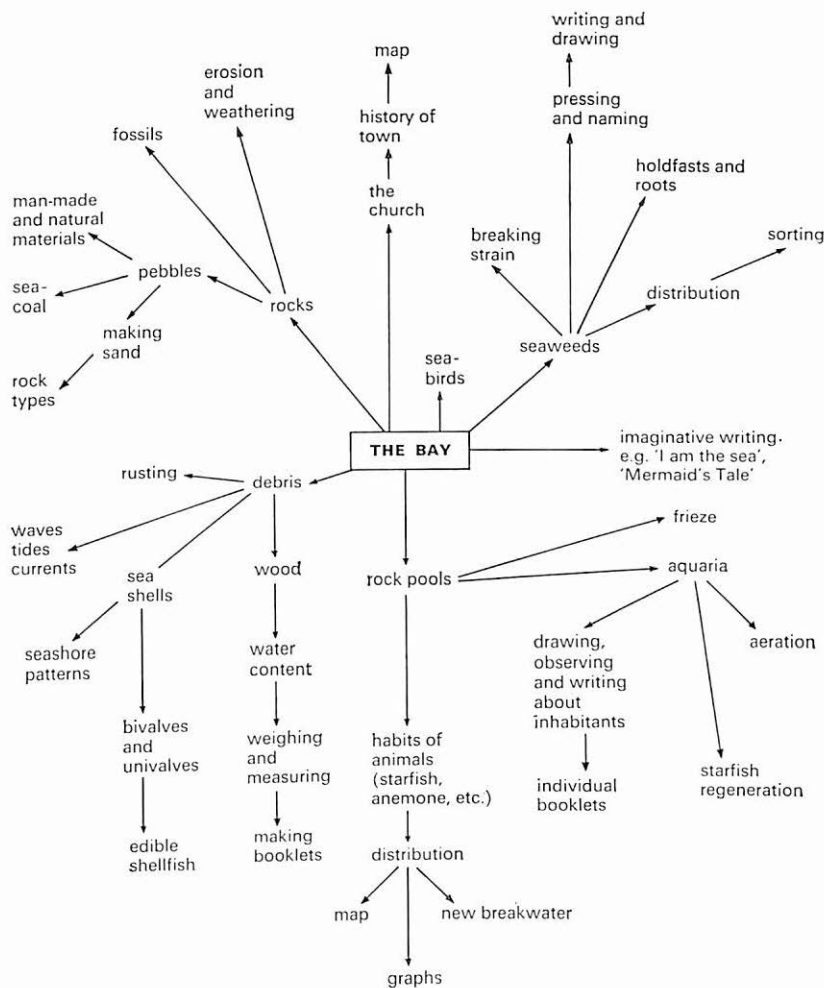 writing and
drawing
map
erosion
and
weathering
pressing
and naming
history of
town
fossils
holdfasts and
roots
the
church
man-made
and natural
materials
breaking
strain
sorting
pebbles
sea-
coal
distribution
rocks
making
sand
seaweeds
sea-
birds
rock
types
THE BAY
imaginative writing.
e.g. 'I am the sea',
'Mermaid's Tale'
rusting
debris
frieze
waves
tides
currents
wood
rock pools
aquaria
sea
shells
seashore
patterns
water
content
drawing,
observing
and writing
about
inhabitants
aeration
bivalves
and
univalves
weighing
and
measuring
habits of
animals
(starfish,
anemone, etc.)
individual
booklets
starfish
regeneration
edible
shellfish
making
booklets
distribution
map
new breakwater
graphs